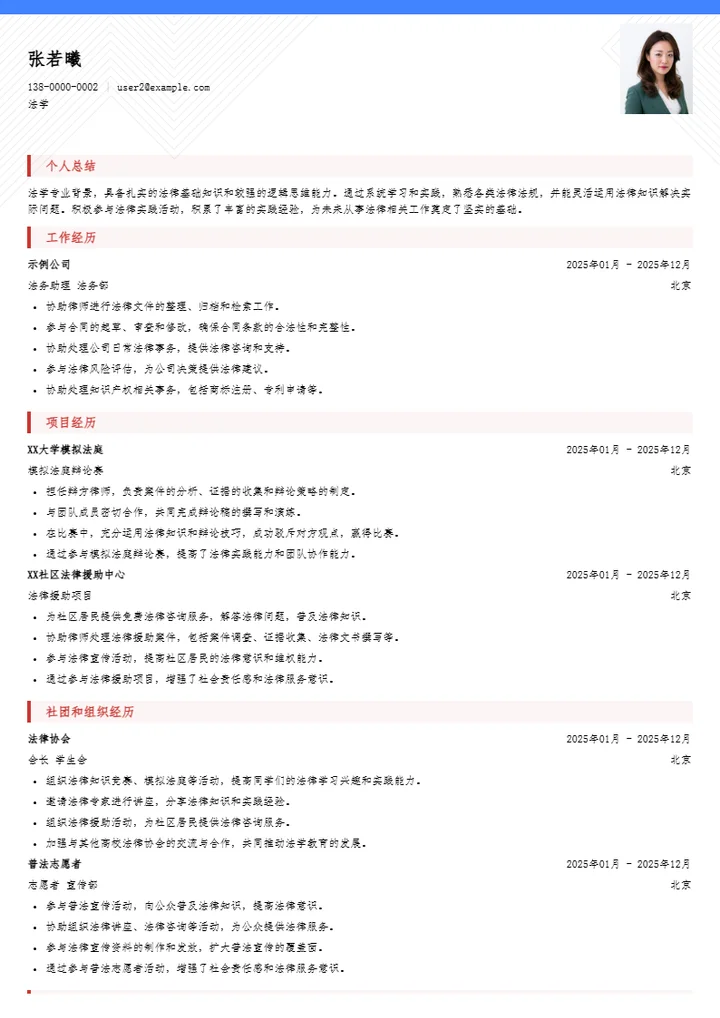 张若曦
138-0000-0002 | user2@example.com
法学
个人总结
法学专业背景，具备扎实的法律基础知识和较强的逻辑思维能力。通过系统学习和实践，熟悉各类法律法规，并能灵活运用法律知识解决实
际问题。积极参与法律实践活动，积累了丰富的实践经验，为未来从事法律相关工作奠定了坚实的基础。
工作经历
示例公司 2025年01月 - 2025年12月
法务助理 法务部 北京
• 协助律师进行法律文件的整理、归档和检索工作。
• 参与合同的起草、审查和修改，确保合同条款的合法性和完整性。
• 协助处理公司日常法律事务，提供法律咨询和支持。
• 参与法律风险评估，为公司决策提供法律建议。
• 协助处理知识产权相关事务，包括商标注册、专利申请等。
项目经历
XX大学模拟法庭 2025年01月 - 2025年12月
模拟法庭辩论赛 北京
• 担任辩方律师，负责案件的分析、证据的收集和辩论策略的制定。
• 与团队成员密切合作，共同完成辩论稿的撰写和演练。
• 在比赛中，充分运用法律知识和辩论技巧，成功驳斥对方观点，赢得比赛。
• 通过参与模拟法庭辩论赛，提高了法律实践能力和团队协作能力。
XX社区法律援助中心 2025年01月 - 2025年12月
法律援助项目 北京
• 为社区居民提供免费法律咨询服务，解答法律问题，普及法律知识。
• 协助律师处理法律援助案件，包括案件调查、证据收集、法律文书撰写等。
• 参与法律宣传活动，提高社区居民的法律意识和维权能力。
• 通过参与法律援助项目，增强了社会责任感和法律服务意识。
社团和组织经历
法律协会 2025年01月 - 2025年12月
会长 学生会 北京
• 组织法律知识竞赛、模拟法庭等活动，提高同学们的法律学习兴趣和实践能力。
• 邀请法律专家进行讲座，分享法律知识和实践经验。
• 组织法律援助活动，为社区居民提供法律咨询服务。
• 加强与其他高校法律协会的交流与合作，共同推动法学教育的发展。
普法志愿者 2025年01月 - 2025年12月
志愿者 宣传部 北京
• 参与普法宣传活动，向公众普及法律知识，提高法律意识。
• 协助组织法律讲座、法律咨询等活动，为公众提供法律服务。
• 参与法律宣传资料的制作和发放，扩大普法宣传的覆盖面。
• 通过参与普法志愿者活动，增强了社会责任感和法律服务意识。